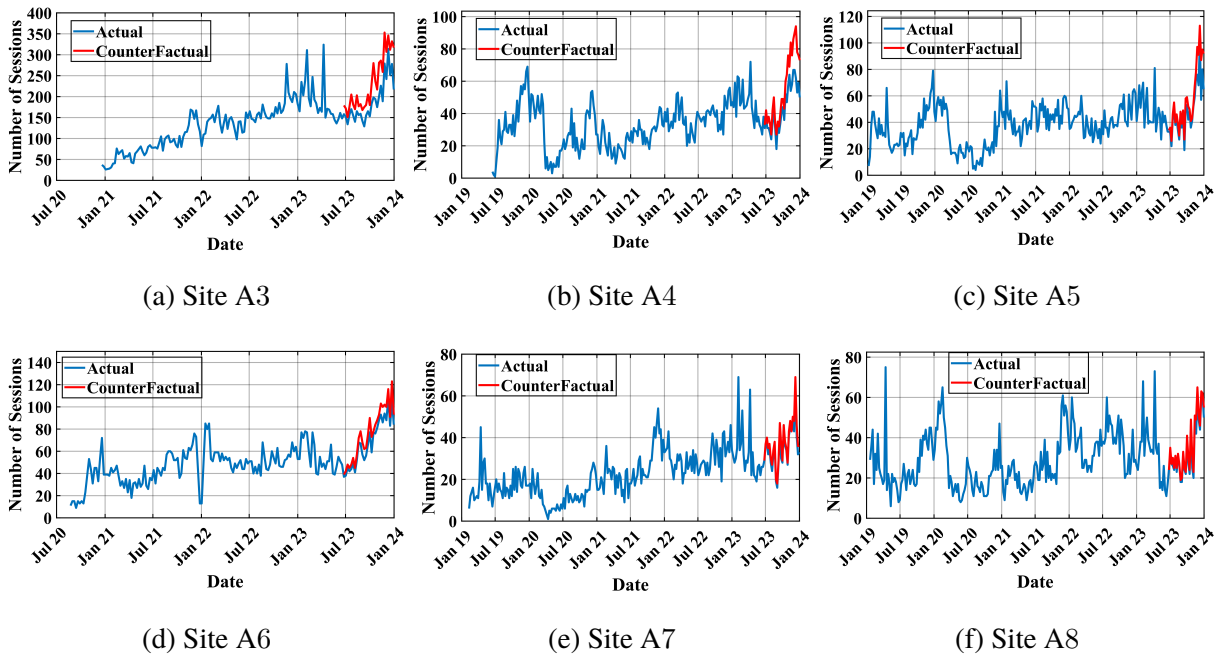 Number of Sessions
400
350
300
250
200
150
100
50
0
Actual
CounterFactual
Jul 20
Jan 21
Jul 21
Jan 22
Jul 22
Jan 23
Jul 23
Jan 24
Date
(a) Site A3
Number of Sessions
100
80
60
40
20
0
Actual
CounterFactual
Jan 19
Jul 19
Jan 20
Jul 20
Jan 21
Jul 21
Jan 22
Jul 22
Jan 23
Jul 23
Jan 24
Date
(b) Site A4
Number of Sessions
120
100
80
60
40
20
0
Actual
CounterFactual
Jan 19
Jul 19
Jan 20
Jul 20
Jan 21
Jul 21
Jan 22
Jul 22
Jan 23
Jul 23
Jan 24
Date
(c) Site A5
Number of Sessions
140
120
100
80
60
40
20
0
Actual
CounterFactual
Jul 20
Jan 21
Jul 21
Jan 22
Jul 22
Jan 23
Jul 23
Jan 24
Date
(d) Site A6
Number of Sessions
80
60
40
20
0
Actual
CounterFactual
Jan 19
Jul 19
Jan 20
Jul 20
Jan 21
Jul 21
Jan 22
Jul 22
Jan 23
Jul 23
Jan 24
Date
(e) Site A7
Number of Sessions
80
60
40
20
0
Actual
CounterFactual
Jan 19
Jul 19
Jan 20
Jul 20
Jan 21
Jul 21
Jan 22
Jul 22
Jan 23
Jul 23
Jan 24
Date
(f) Site A8